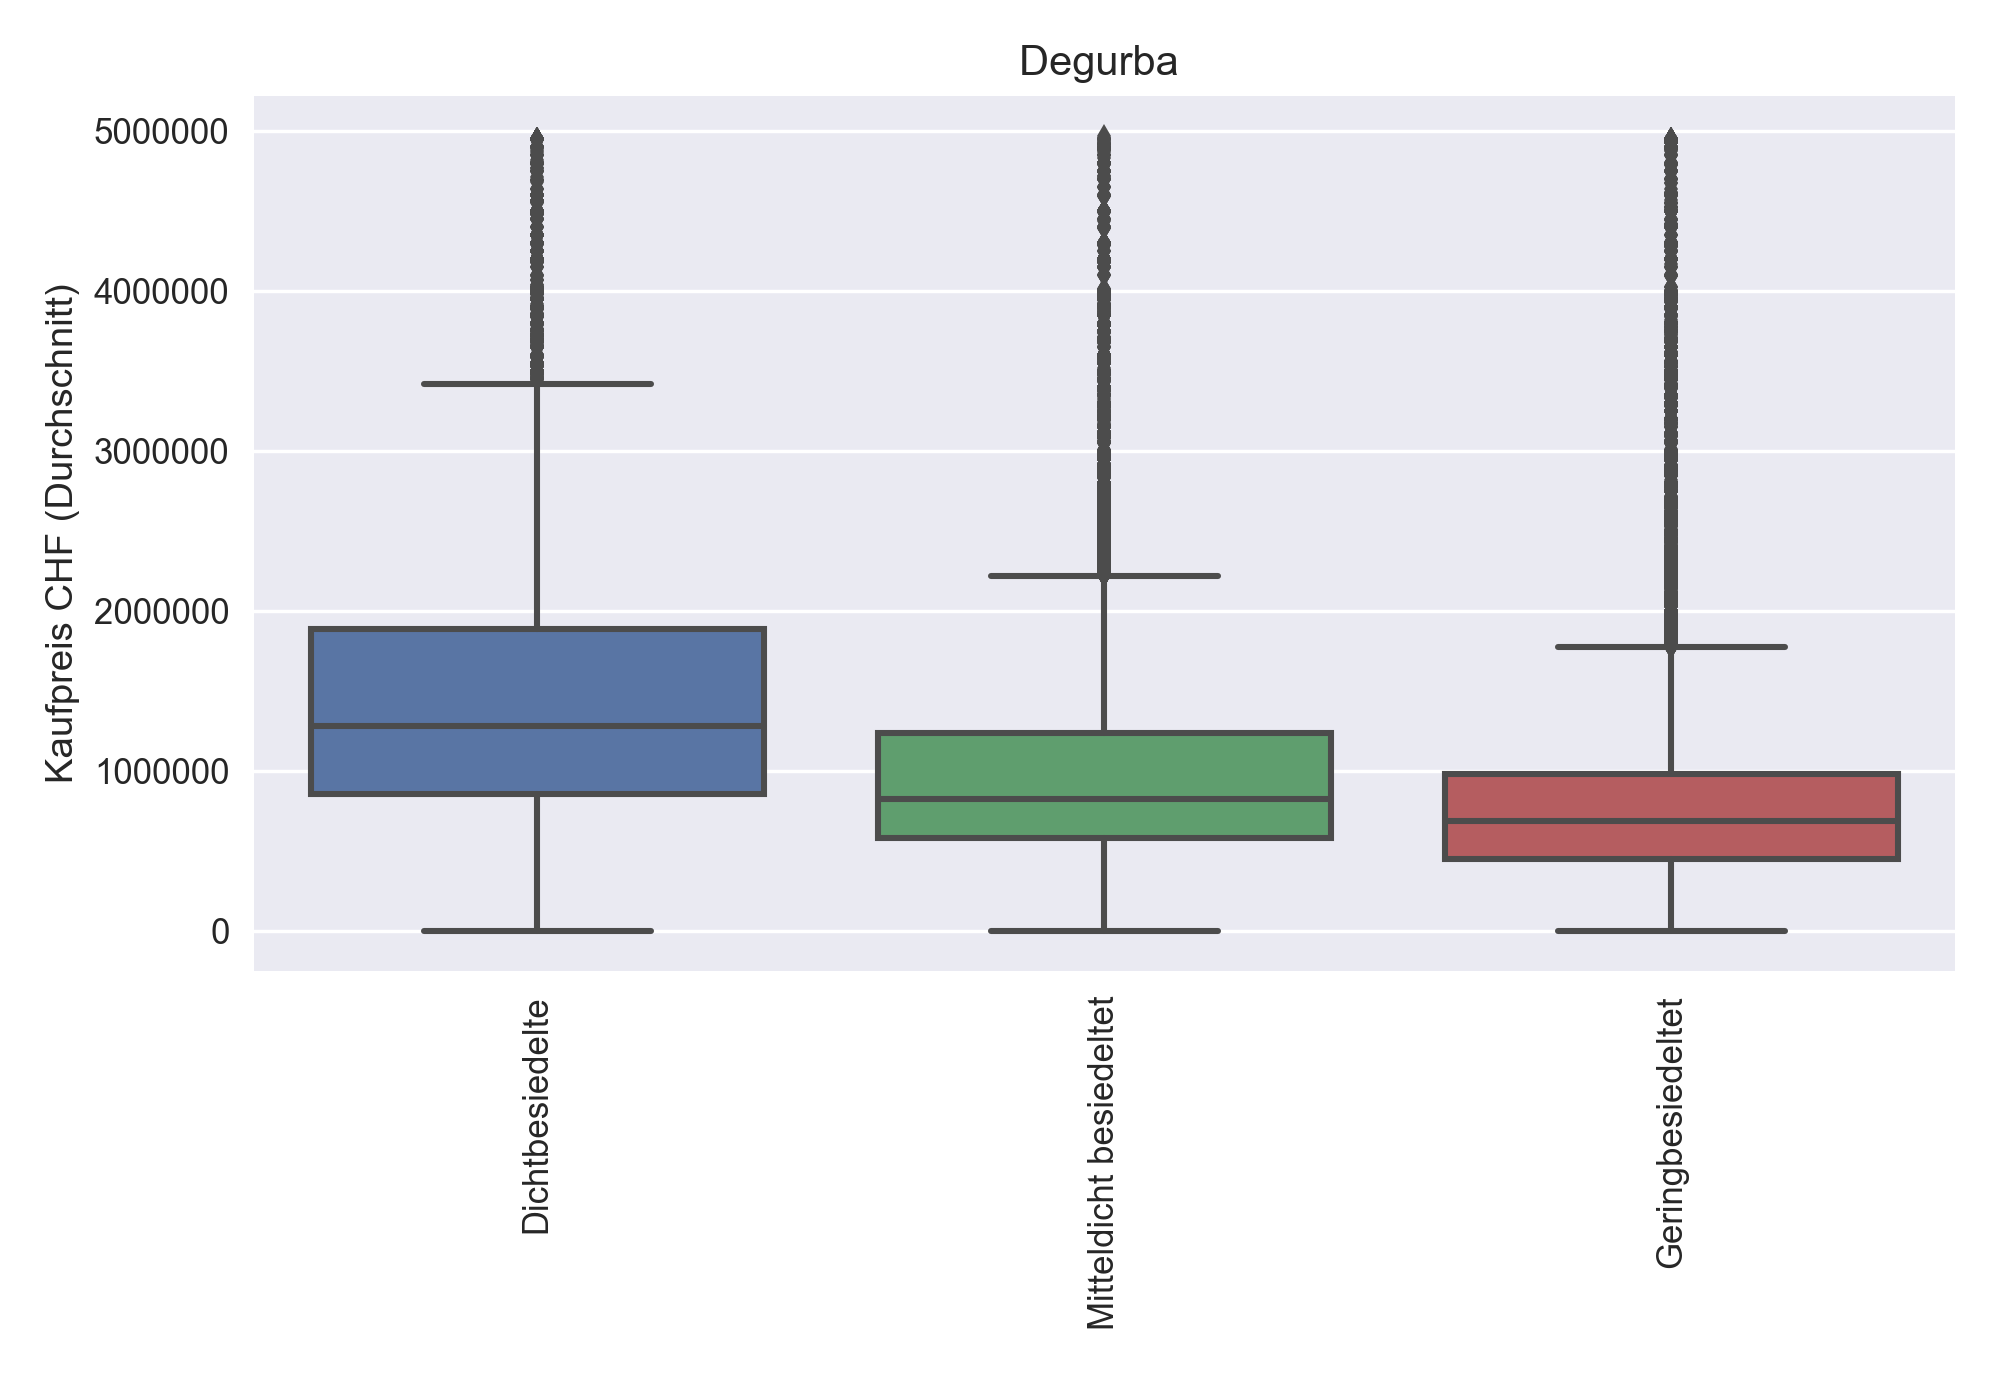 Degurba
Kaufpreis CHF (Durchschnitt)
5000000
4000000
3000000
2000000
1000000
0
Dichtbesiedelte
Mitteldicht besiedeltet
Geringbesiedeltet